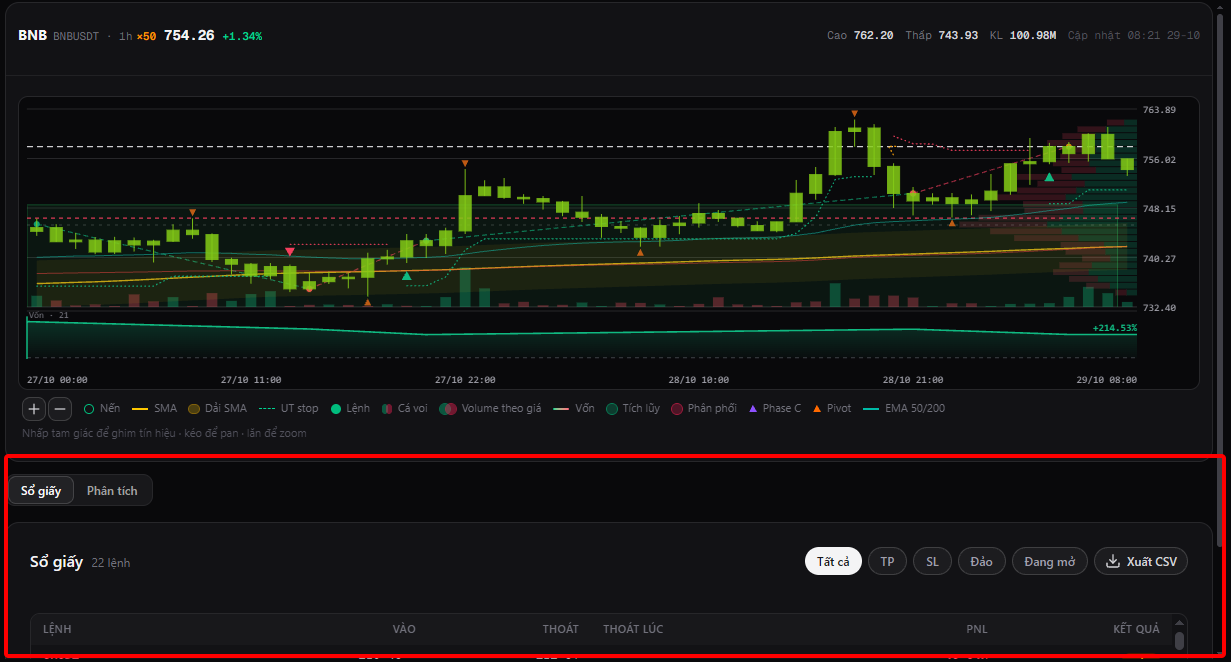 BNB BNBUSDT · 1h ×50 754.26 +1.34% Cao 762.20 Thấp 743.93 KL 100.98M Cập nhật 08:21 29-10
763.89
756.02
748.15
740.27
732.40
Vốn · 21
+214.53%
27/10 00:00 27/10 11:00 27/10 22:00 28/10 10:00 28/10 21:00 29/10 08:00
+ − Nến SMA Dải SMA UT stop Lệnh Cá voi Volume theo giá Vốn Tích lũy Phân phối Phase C Pivot EMA 50/200
Nhấp tam giác để ghim tín hiệu · kéo để pan · lăn để zoom
Sổ giấy Phân tích
Sổ giấy 22 lệnh Tất cả TP SL Đảo Đang mở Xuất CSV
LỆNH VÀO THOÁT THOÁT LÚC PNL KẾT QUẢ